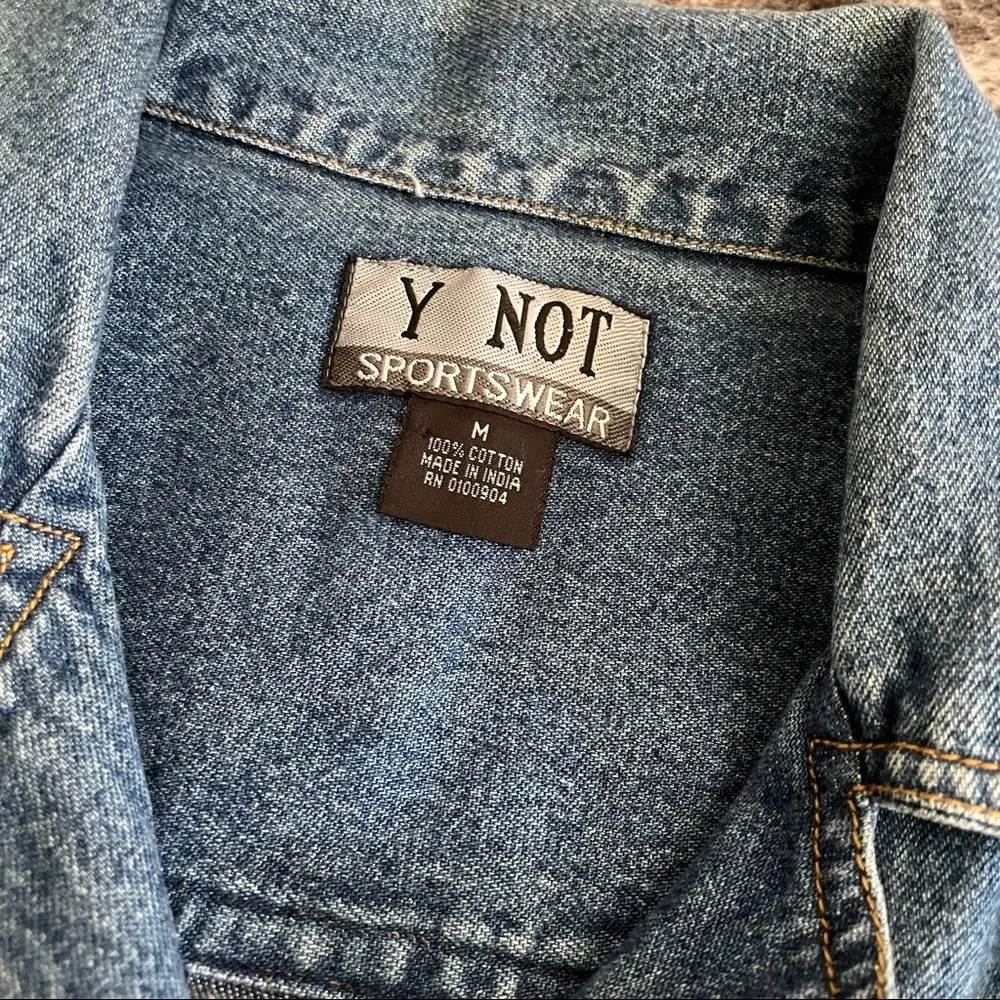 Y NOT
SPORTSWEAR
M
100% COTTON
MADE IN INDIA
RN 0100904